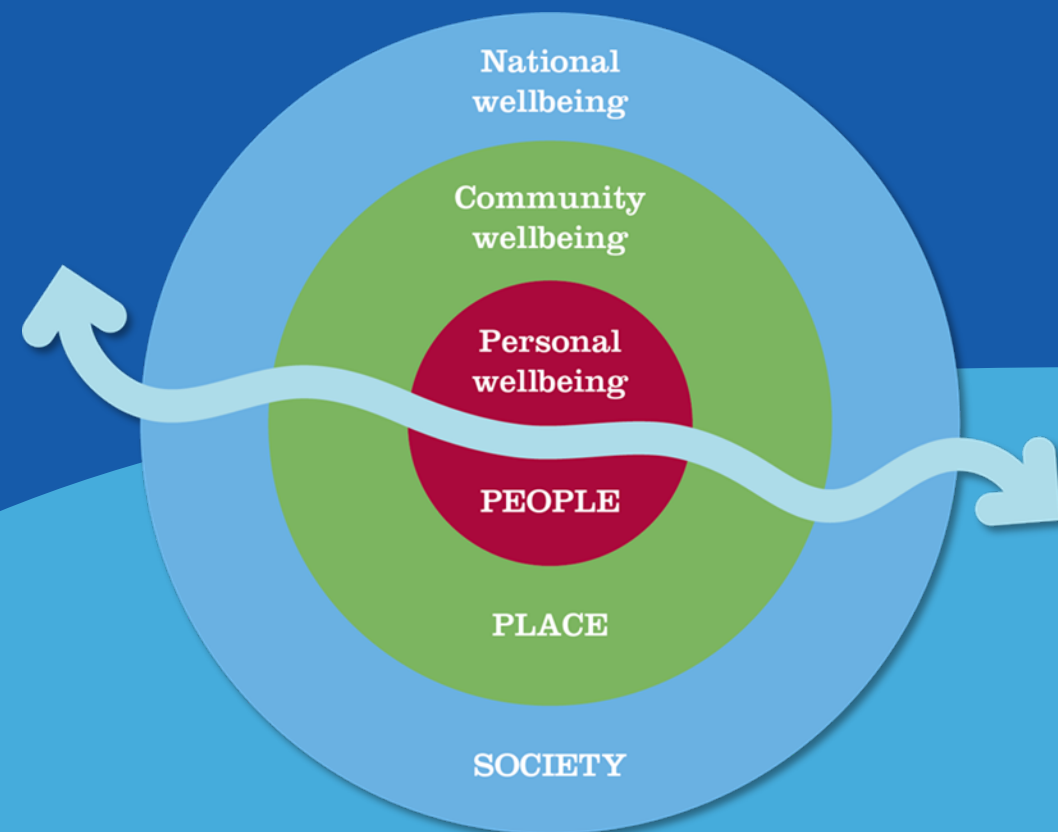 National
wellbeing
Community
wellbeing
Personal
wellbeing
PEOPLE
PLACE
SOCIETY